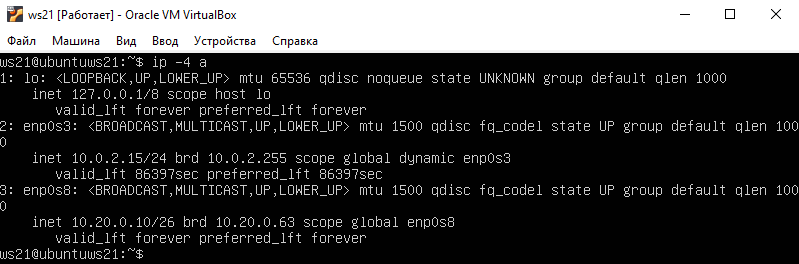 ws21 [Работает] - Oracle VM VirtualBox
Файл Машина Вид Ввод Устройства Справка
ws21@ubuntuws21:~$ ip -4 a
1: lo: <LOOPBACK,UP,LOWER_UP> mtu 65536 qdisc noqueue state UNKNOWN group default qlen 1000
    inet 127.0.0.1/8 scope host lo
       valid_lft forever preferred_lft forever
2: enp0s3: <BROADCAST,MULTICAST,UP,LOWER_UP> mtu 1500 qdisc fq_codel state UP group default qlen 100
0
    inet 10.0.2.15/24 brd 10.0.2.255 scope global dynamic enp0s3
       valid_lft 86397sec preferred_lft 86397sec
3: enp0s8: <BROADCAST,MULTICAST,UP,LOWER_UP> mtu 1500 qdisc fq_codel state UP group default qlen 100
0
    inet 10.20.0.10/26 brd 10.20.0.63 scope global enp0s8
       valid_lft forever preferred_lft forever
ws21@ubuntuws21:~$